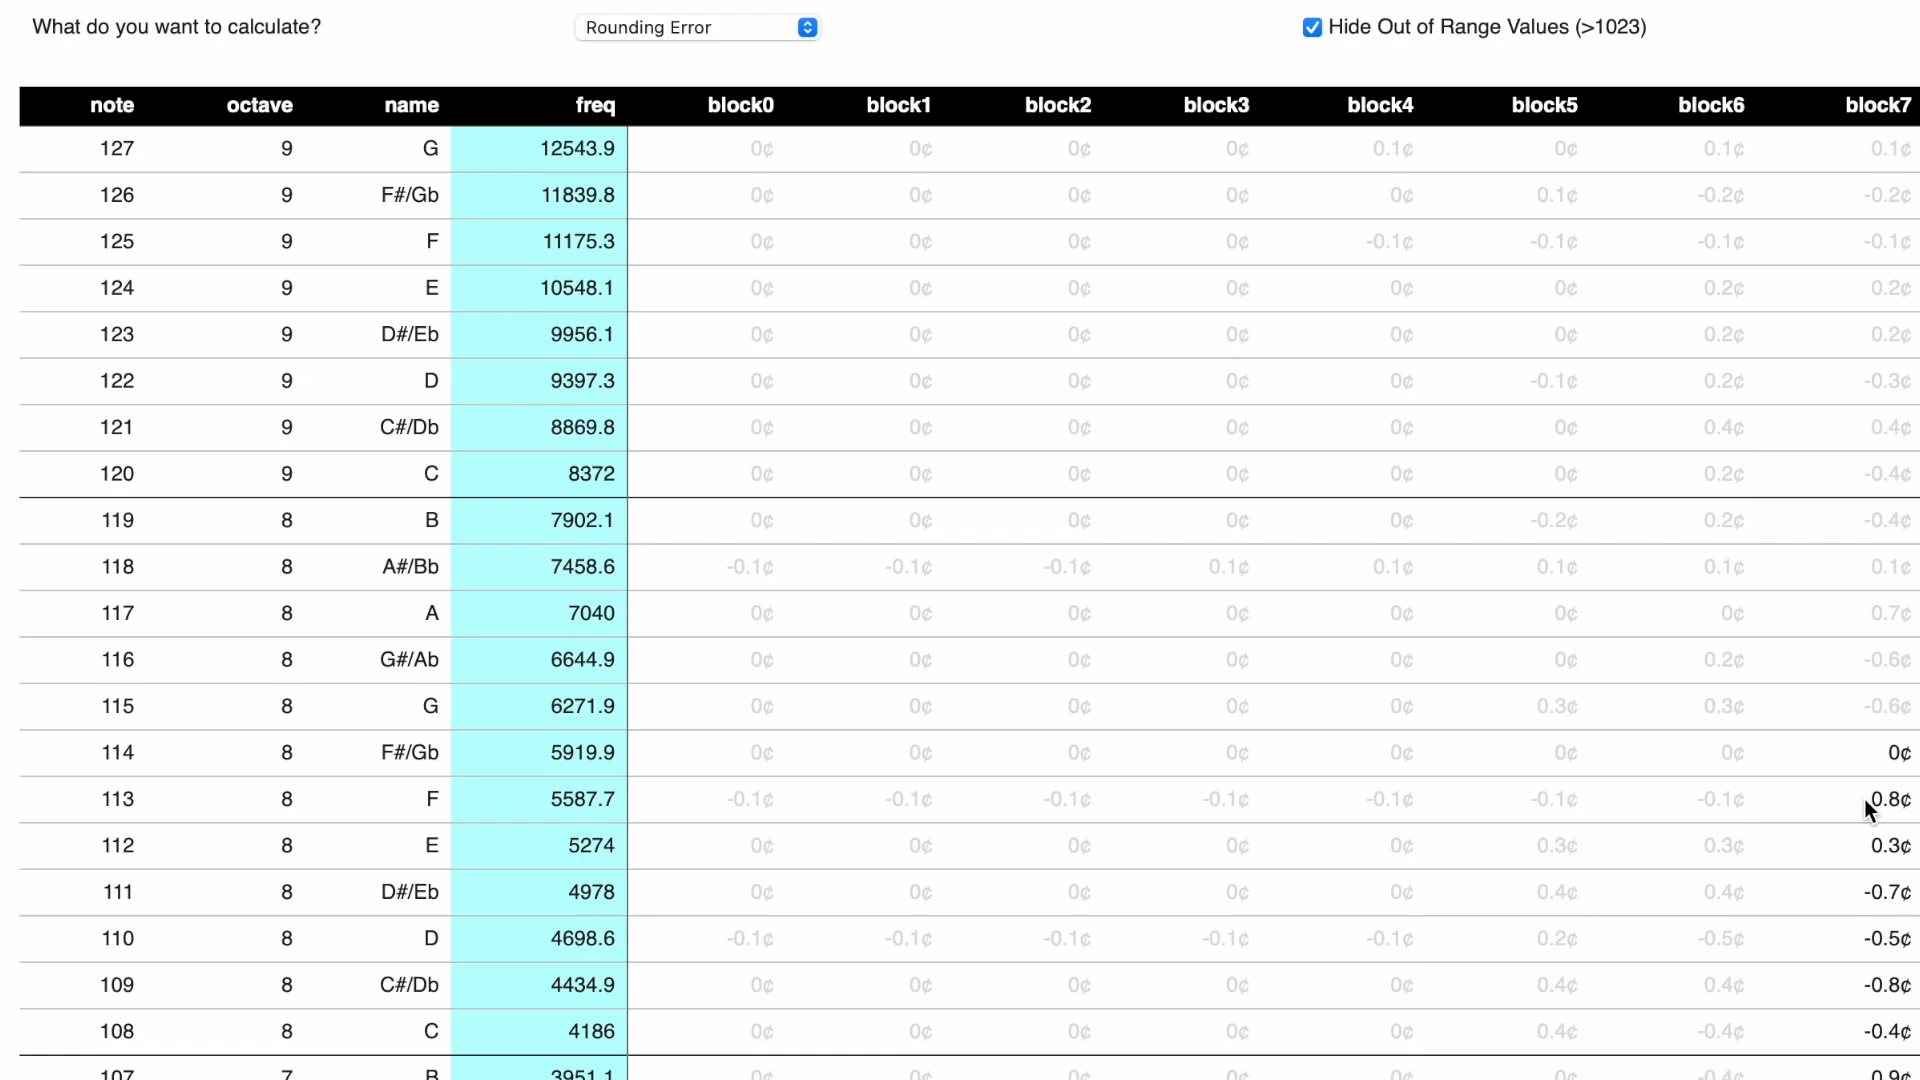 What do you want to calculate? Rounding Error Hide Out of Range Values (>1023)
note octave name freq block0 block1 block2 block3 block4 block5 block6 block7
127 9 G 12543.9 0¢ 0¢ 0¢ 0¢ 0.1¢ 0¢ 0.1¢ 0.1¢
126 9 F#/Gb 11839.8 0¢ 0¢ 0¢ 0¢ 0¢ 0.1¢ -0.2¢ -0.2¢
125 9 F 11175.3 0¢ 0¢ 0¢ 0¢ -0.1¢ -0.1¢ -0.1¢ -0.1¢
124 9 E 10548.1 0¢ 0¢ 0¢ 0¢ 0¢ 0¢ 0.2¢ 0.2¢
123 9 D#/Eb 9956.1 0¢ 0¢ 0¢ 0¢ 0¢ 0¢ 0.2¢ 0.2¢
122 9 D 9397.3 0¢ 0¢ 0¢ 0¢ 0¢ -0.1¢ 0.2¢ -0.3¢
121 9 C#/Db 8869.8 0¢ 0¢ 0¢ 0¢ 0¢ 0¢ 0.4¢ 0.4¢
120 9 C 8372 0¢ 0¢ 0¢ 0¢ 0¢ 0¢ 0.2¢ -0.4¢
119 8 B 7902.1 0¢ 0¢ 0¢ 0¢ 0¢ -0.2¢ 0.2¢ -0.4¢
118 8 A#/Bb 7458.6 -0.1¢ -0.1¢ -0.1¢ 0.1¢ 0.1¢ 0.1¢ 0.1¢ 0.1¢
117 8 A 7040 0¢ 0¢ 0¢ 0¢ 0¢ 0¢ 0¢ 0.7¢
116 8 G#/Ab 6644.9 0¢ 0¢ 0¢ 0¢ 0¢ 0¢ 0.2¢ -0.6¢
115 8 G 6271.9 0¢ 0¢ 0¢ 0¢ 0¢ 0.3¢ 0.3¢ -0.6¢
114 8 F#/Gb 5919.9 0¢ 0¢ 0¢ 0¢ 0¢ 0¢ 0¢ 0¢
113 8 F 5587.7 -0.1¢ -0.1¢ -0.1¢ -0.1¢ -0.1¢ -0.1¢ -0.1¢ 0.8¢
112 8 E 5274 0¢ 0¢ 0¢ 0¢ 0¢ 0.3¢ 0.3¢ 0.3¢
111 8 D#/Eb 4978 0¢ 0¢ 0¢ 0¢ 0¢ 0.4¢ 0.4¢ -0.7¢
110 8 D 4698.6 -0.1¢ -0.1¢ -0.1¢ -0.1¢ -0.1¢ 0.2¢ -0.5¢ -0.5¢
109 8 C#/Db 4434.9 0¢ 0¢ 0¢ 0¢ 0¢ 0.4¢ 0.4¢ -0.8¢
108 8 C 4186 0¢ 0¢ 0¢ 0¢ 0¢ 0.4¢ -0.4¢ -0.4¢
107 7 B 3951.1 0¢ 0¢ 0¢ 0¢ 0¢ 0¢ -0.4¢ 0.9¢